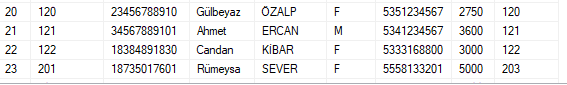 20 120 23456788910 Gülbeyaz ÖZALP F 5351234567 2750 120
21 121 34567889101 Ahmet ERCAN M 5341234567 3600 121
22 122 18384891830 Candan KİBAR F 5333168800 3000 122
23 201 18735017601 Rümeysa SEVER F 5558133201 5000 203